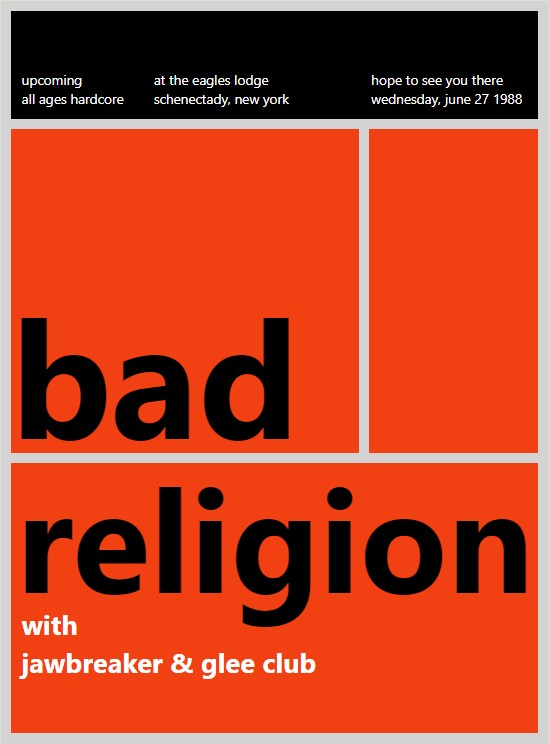 upcoming
all ages hardcore
at the eagles lodge
schenectady, new york
hope to see you there
wednesday, june 27 1988
bad
religion
with
jawbreaker & glee club